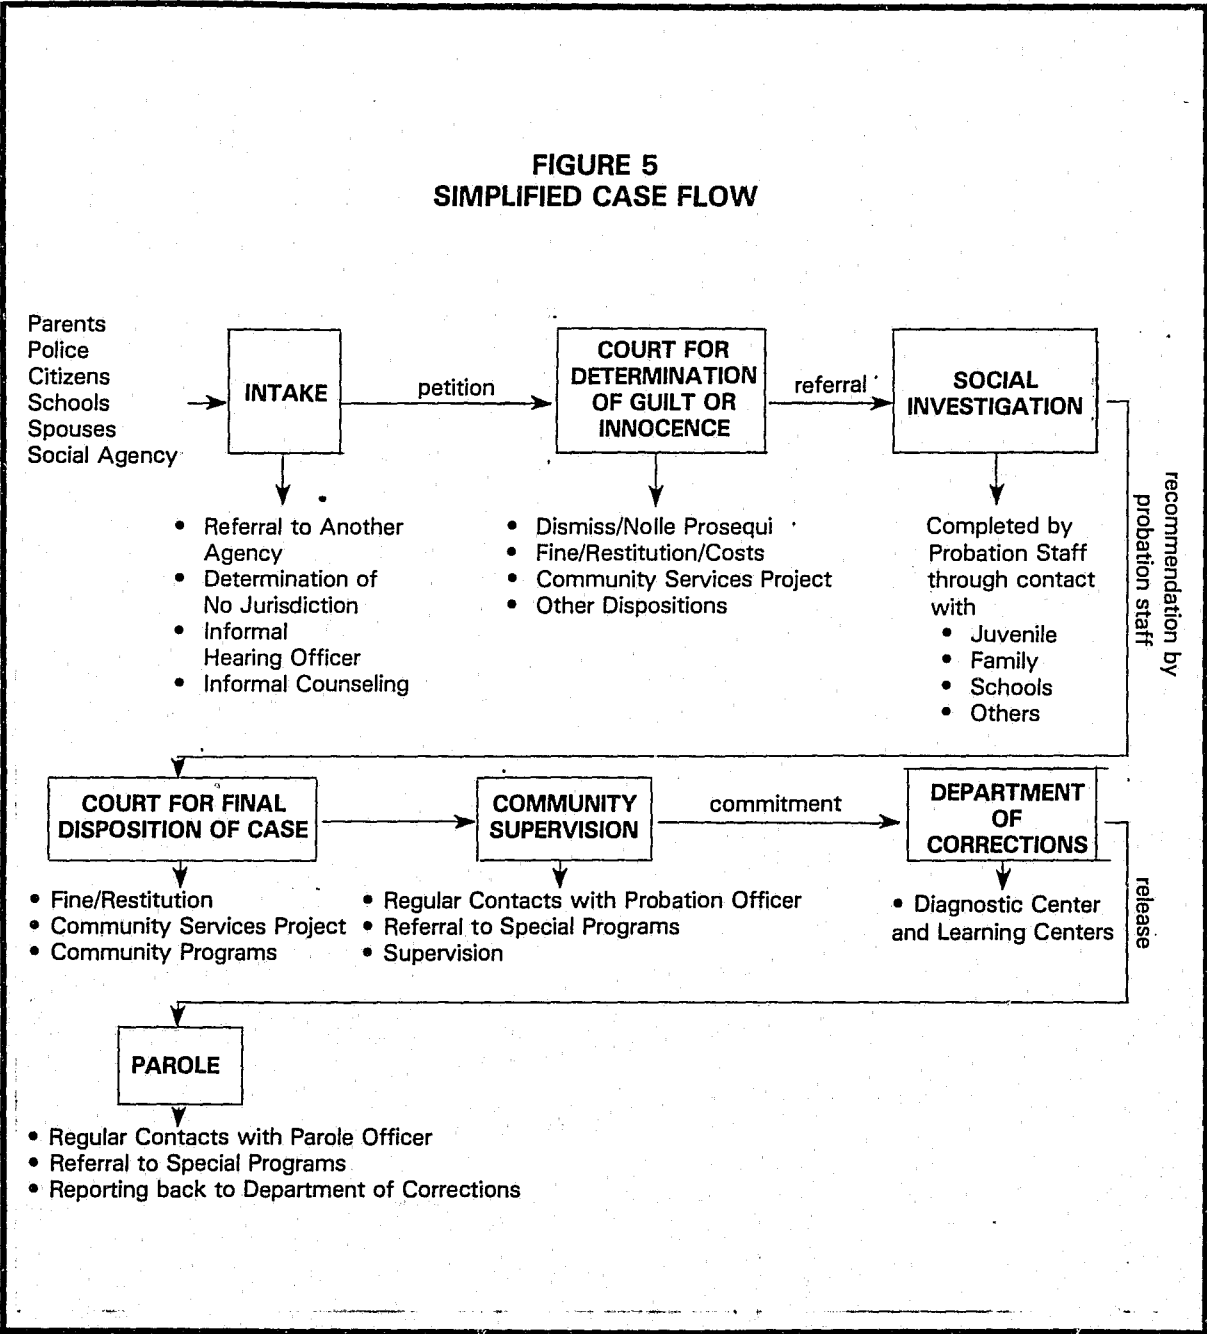 FIGURE 5
SIMPLIFIED CASE FLOW
Parents
Police
Citizens
Schools
Spouses
Social Agency
INTAKE
petition
COURT FOR
DETERMINATION
OF GUILT OR
INNOCENCE
referral
SOCIAL
INVESTIGATION
recommendation by
probation staff
• Referral to Another
Agency
• Determination of
No Jurisdiction
• Informal
Hearing Officer
• Informal Counseling
• Dismiss/Nolle Prosequi
• Fine/Restitution/Costs
• Community Services Project
• Other Dispositions
Completed by
Probation Staff
through contact
with
• Juvenile
• Family
• Schools
• Others
COURT FOR FINAL
DISPOSITION OF CASE
COMMUNITY
SUPERVISION
commitment
DEPARTMENT
OF
CORRECTIONS
release
• Fine/Restitution
• Community Services Project
• Community Programs
• Regular Contacts with Probation Officer
• Referral to Special Programs
• Supervision
• Diagnostic Center
and Learning Centers
PAROLE
• Regular Contacts with Parole Officer
• Referral to Special Programs
• Reporting back to Department of Corrections